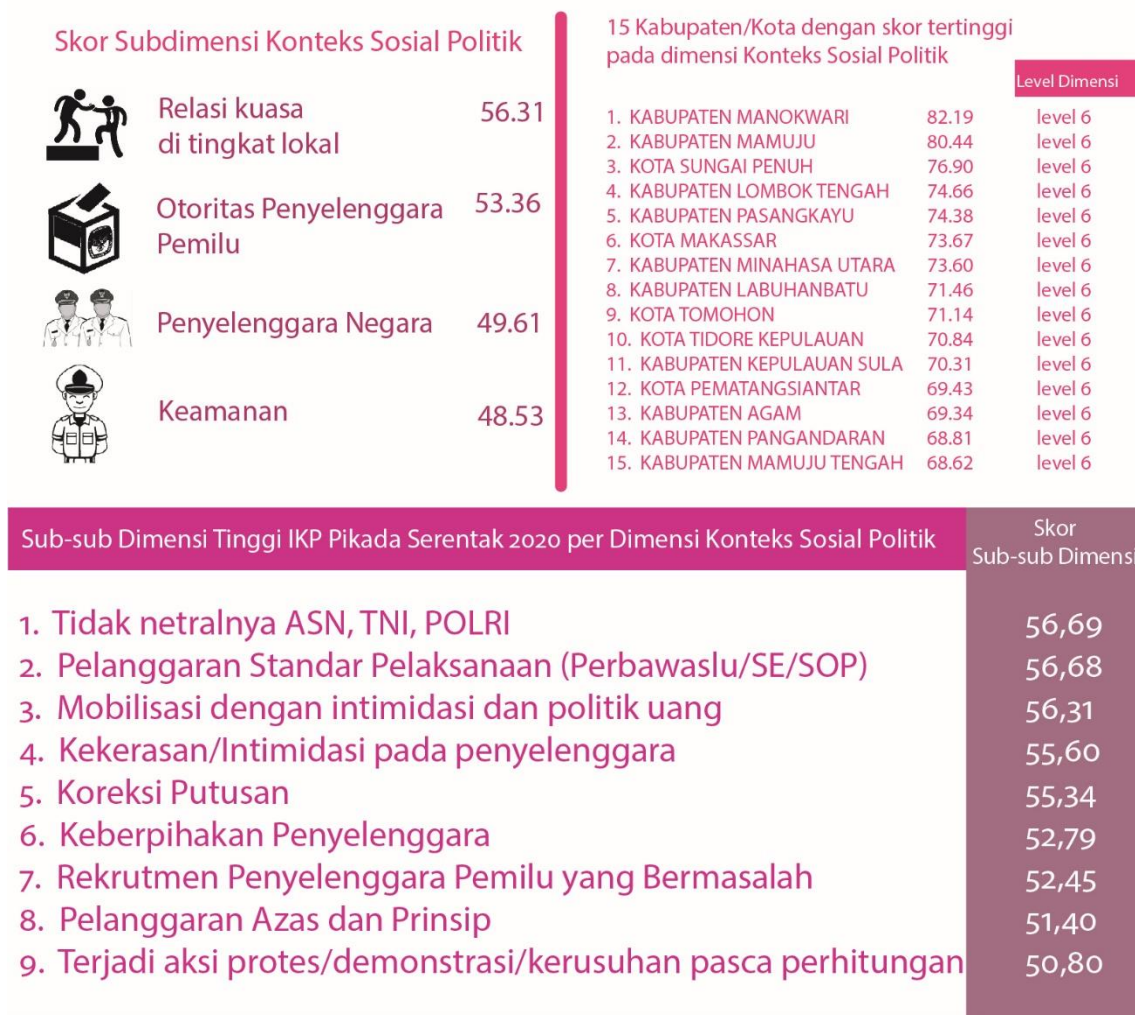 Skor Subdimensi Konteks Sosial Politik
Relasi kuasa
di tingkat lokal
56.31
Otoritas Penyelenggara
Pemilu
53.36
Penyelenggara Negara
49.61
Keamanan
48.53
15 Kabupaten/Kota dengan skor tertinggi
pada dimensi Konteks Sosial Politik
Level Dimensi
1. KABUPATEN MANOKWARI 82.19 level 6
2. KABUPATEN MAMUJU 80.44 level 6
3. KOTA SUNGAI PENUH 76.90 level 6
4. KABUPATEN LOMBOK TENGAH 74.66 level 6
5. KABUPATEN PASANGKAYU 74.38 level 6
6. KOTA MAKASSAR 73.67 level 6
7. KABUPATEN MINAHASA UTARA 73.60 level 6
8. KABUPATEN LABUHANBATU 71.46 level 6
9. KOTA TOMOHON 71.14 level 6
10. KOTA TIDORE KEPULAUAN 70.84 level 6
11. KABUPATEN KEPULAUAN SULA 70.31 level 6
12. KOTA PEMATANGSIANTAR 69.43 level 6
13. KABUPATEN AGAM 69.34 level 6
14. KABUPATEN PANGANDARAN 68.81 level 6
15. KABUPATEN MAMUJU TENGAH 68.62 level 6
Sub-sub Dimensi Tinggi IKP Pikada Serentak 2020 per Dimensi Konteks Sosial Politik
Skor
Sub-sub Dimensi
1. Tidak netralnya ASN, TNI, POLRI 56,69
2. Pelanggaran Standar Pelaksanaan (Perbawaslu/SE/SOP) 56,68
3. Mobilisasi dengan intimidasi dan politik uang 56,31
4. Kekerasan/Intimidasi pada penyelenggara 55,60
5. Koreksi Putusan 55,34
6. Keberpihakan Penyelenggara 52,79
7. Rekrutmen Penyelenggara Pemilu yang Bermasalah 52,45
8. Pelanggaran Azas dan Prinsip 51,40
9. Terjadi aksi protes/demonstrasi/kerusuhan pasca perhitungan 50,80